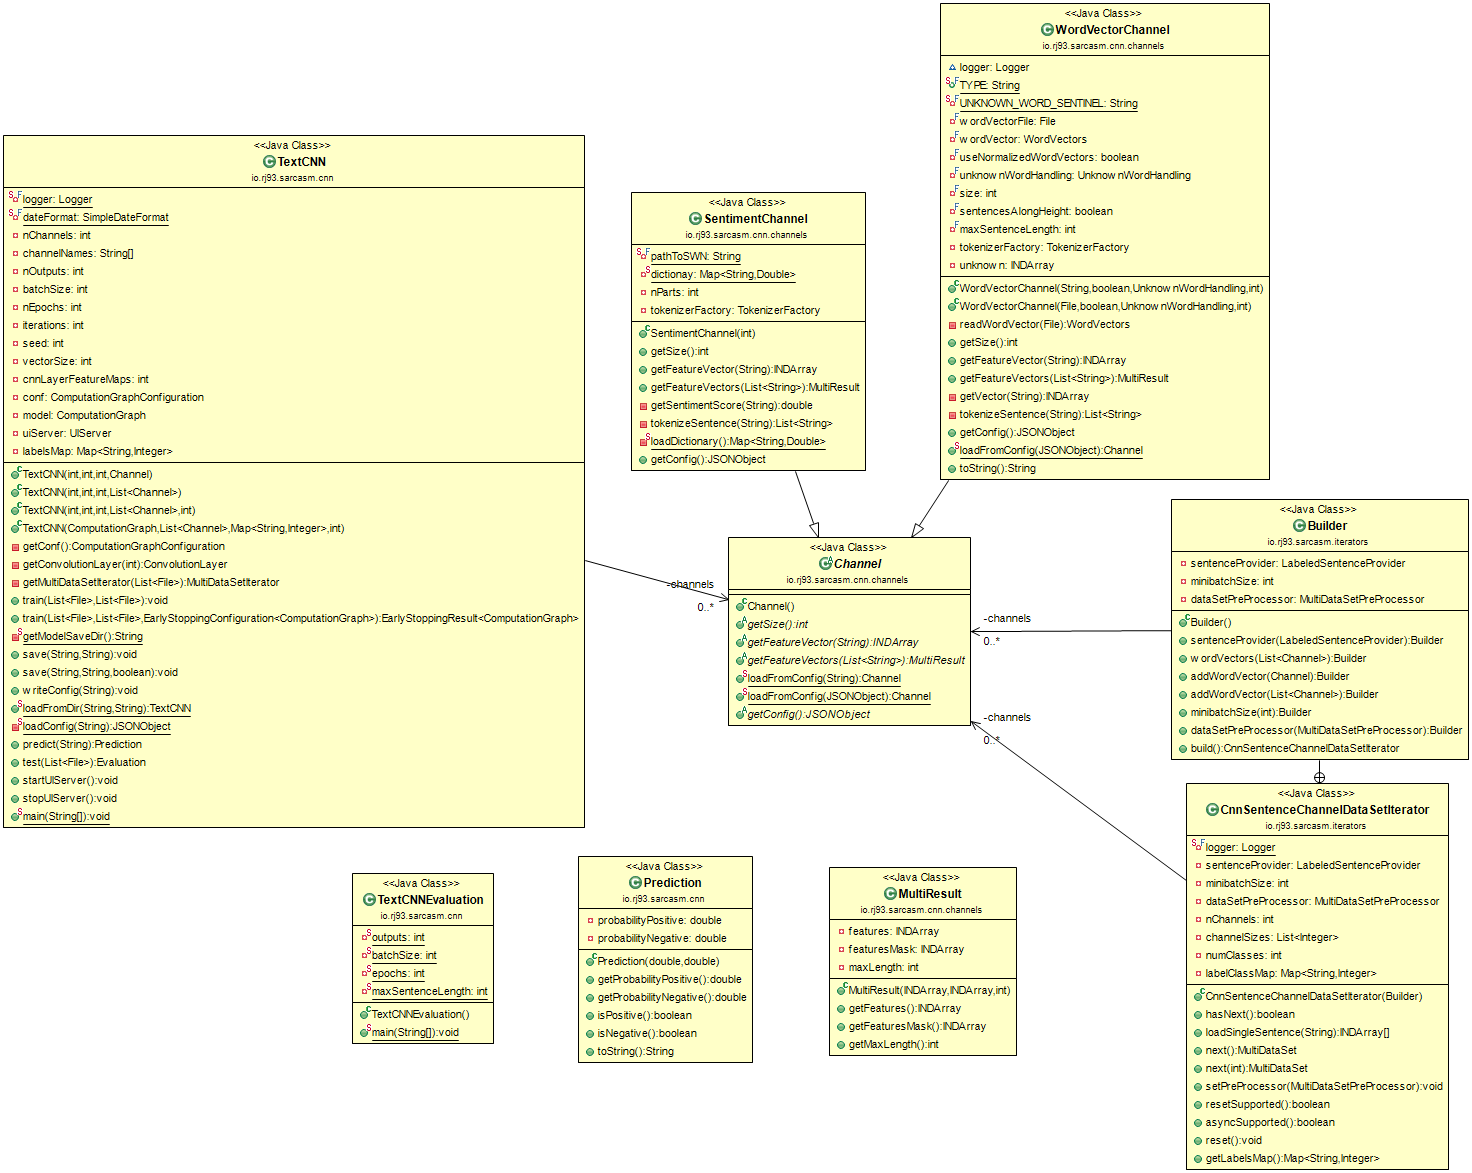 <<Java Class>>
WordVectorChannel
io.rj93.sarcasm.cnn.channels
logger: Logger
TYPE: String
UNKNOWN_WORD_SENTINEL: String
wordVectorFile: File
wordVector: WordVectors
useNormalizedWordVectors: boolean
unknownWordHandling: UnknownWordHandling
size: int
sentencesAlongHeight: boolean
maxSentenceLength: int
tokenizerFactory: TokenizerFactory
unknown: INDArray
WordVectorChannel(String,boolean,UnknownWordHandling,int)
WordVectorChannel(File,boolean,UnknownWordHandling,int)
readWordVector(File):WordVectors
getSize():int
getFeatureVector(String):INDArray
getFeatureVectors(List<String>):MultiResult
getVector(String):INDArray
tokenizeSentence(String):List<String>
getConfig():JSONObject
loadFromConfig(JSONObject):Channel
toString():String
<<Java Class>>
TextCNN
io.rj93.sarcasm.cnn
logger: Logger
dateFormat: SimpleDateFormat
nChannels: int
channelNames: String[]
nOutputs: int
batchSize: int
nEpochs: int
iterations: int
seed: int
vectorSize: int
cnnLayerFeatureMaps: int
conf: ComputationGraphConfiguration
model: ComputationGraph
uiServer: UIServer
labelsMap: Map<String,Integer>
TextCNN(int,int,int,Channel)
TextCNN(int,int,int,List<Channel>)
TextCNN(int,int,int,List<Channel>,int)
TextCNN(ComputationGraph,List<Channel>,Map<String,Integer>,int)
getConf():ComputationGraphConfiguration
getConvolutionLayer(int):ConvolutionLayer
getMultiDataSetIterator(List<File>):MultiDataSetIterator
train(List<File>,List<File>):void
train(List<File>,List<File>,EarlyStoppingConfiguration<ComputationGraph>):EarlyStoppingResult<ComputationGraph>
getModelSaveDir():String
save(String,String):void
save(String,String,boolean):void
writeConfig(String):void
loadFromDir(String,String):TextCNN
loadConfig(String):JSONObject
predict(String):Prediction
test(List<File>):Evaluation
startUIServer():void
stopUIServer():void
main(String[]):void
<<Java Class>>
SentimentChannel
io.rj93.sarcasm.cnn.channels
pathToSWN: String
dictionay: Map<String,Double>
nParts: int
tokenizerFactory: TokenizerFactory
SentimentChannel(int)
getSize():int
getFeatureVector(String):INDArray
getFeatureVectors(List<String>):MultiResult
getSentimentScore(String):double
tokenizeSentence(String):List<String>
loadDictionary():Map<String,Double>
getConfig():JSONObject
<<Java Class>>
Channel
io.rj93.sarcasm.cnn.channels
Channel()
getSize():int
getFeatureVector(String):INDArray
getFeatureVectors(List<String>):MultiResult
loadFromConfig(String):Channel
loadFromConfig(JSONObject):Channel
getConfig():JSONObject
-channels
0..*
-channels
0..*
-channels
0..*
<<Java Class>>
Builder
io.rj93.sarcasm.iterators
sentenceProvider: LabeledSentenceProvider
minibatchSize: int
dataSetPreProcessor: MultiDataSetPreProcessor
Builder()
sentenceProvider(LabeledSentenceProvider):Builder
wordVectors(List<Channel>):Builder
addWordVector(Channel):Builder
addWordVector(List<Channel>):Builder
minibatchSize(int):Builder
dataSetPreProcessor(MultiDataSetPreProcessor):Builder
build():CnnSentenceChannelDataSetIterator
<<Java Class>>
CnnSentenceChannelDataSetIterator
io.rj93.sarcasm.iterators
logger: Logger
sentenceProvider: LabeledSentenceProvider
minibatchSize: int
dataSetPreProcessor: MultiDataSetPreProcessor
nChannels: int
channelSizes: List<Integer>
numClasses: int
labelClassMap: Map<String,Integer>
CnnSentenceChannelDataSetIterator(Builder)
hasNext():boolean
loadSingleSentence(String):INDArray[]
next():MultiDataSet
next(int):MultiDataSet
setPreProcessor(MultiDataSetPreProcessor):void
resetSupported():boolean
asyncSupported():boolean
reset():void
getLabelsMap():Map<String,Integer>
<<Java Class>>
TextCNNEvaluation
io.rj93.sarcasm.cnn
outputs: int
batchSize: int
epochs: int
maxSentenceLength: int
TextCNNEvaluation()
main(String[]):void
<<Java Class>>
Prediction
io.rj93.sarcasm.cnn
probabilityPositive: double
probabilityNegative: double
Prediction(double,double)
getProbabilityPositive():double
getProbabilityNegative():double
isPositive():boolean
isNegative():boolean
toString():String
<<Java Class>>
MultiResult
io.rj93.sarcasm.cnn.channels
features: INDArray
featuresMask: INDArray
maxLength: int
MultiResult(INDArray,INDArray,int)
getFeatures():INDArray
getFeaturesMask():INDArray
getMaxLength():int